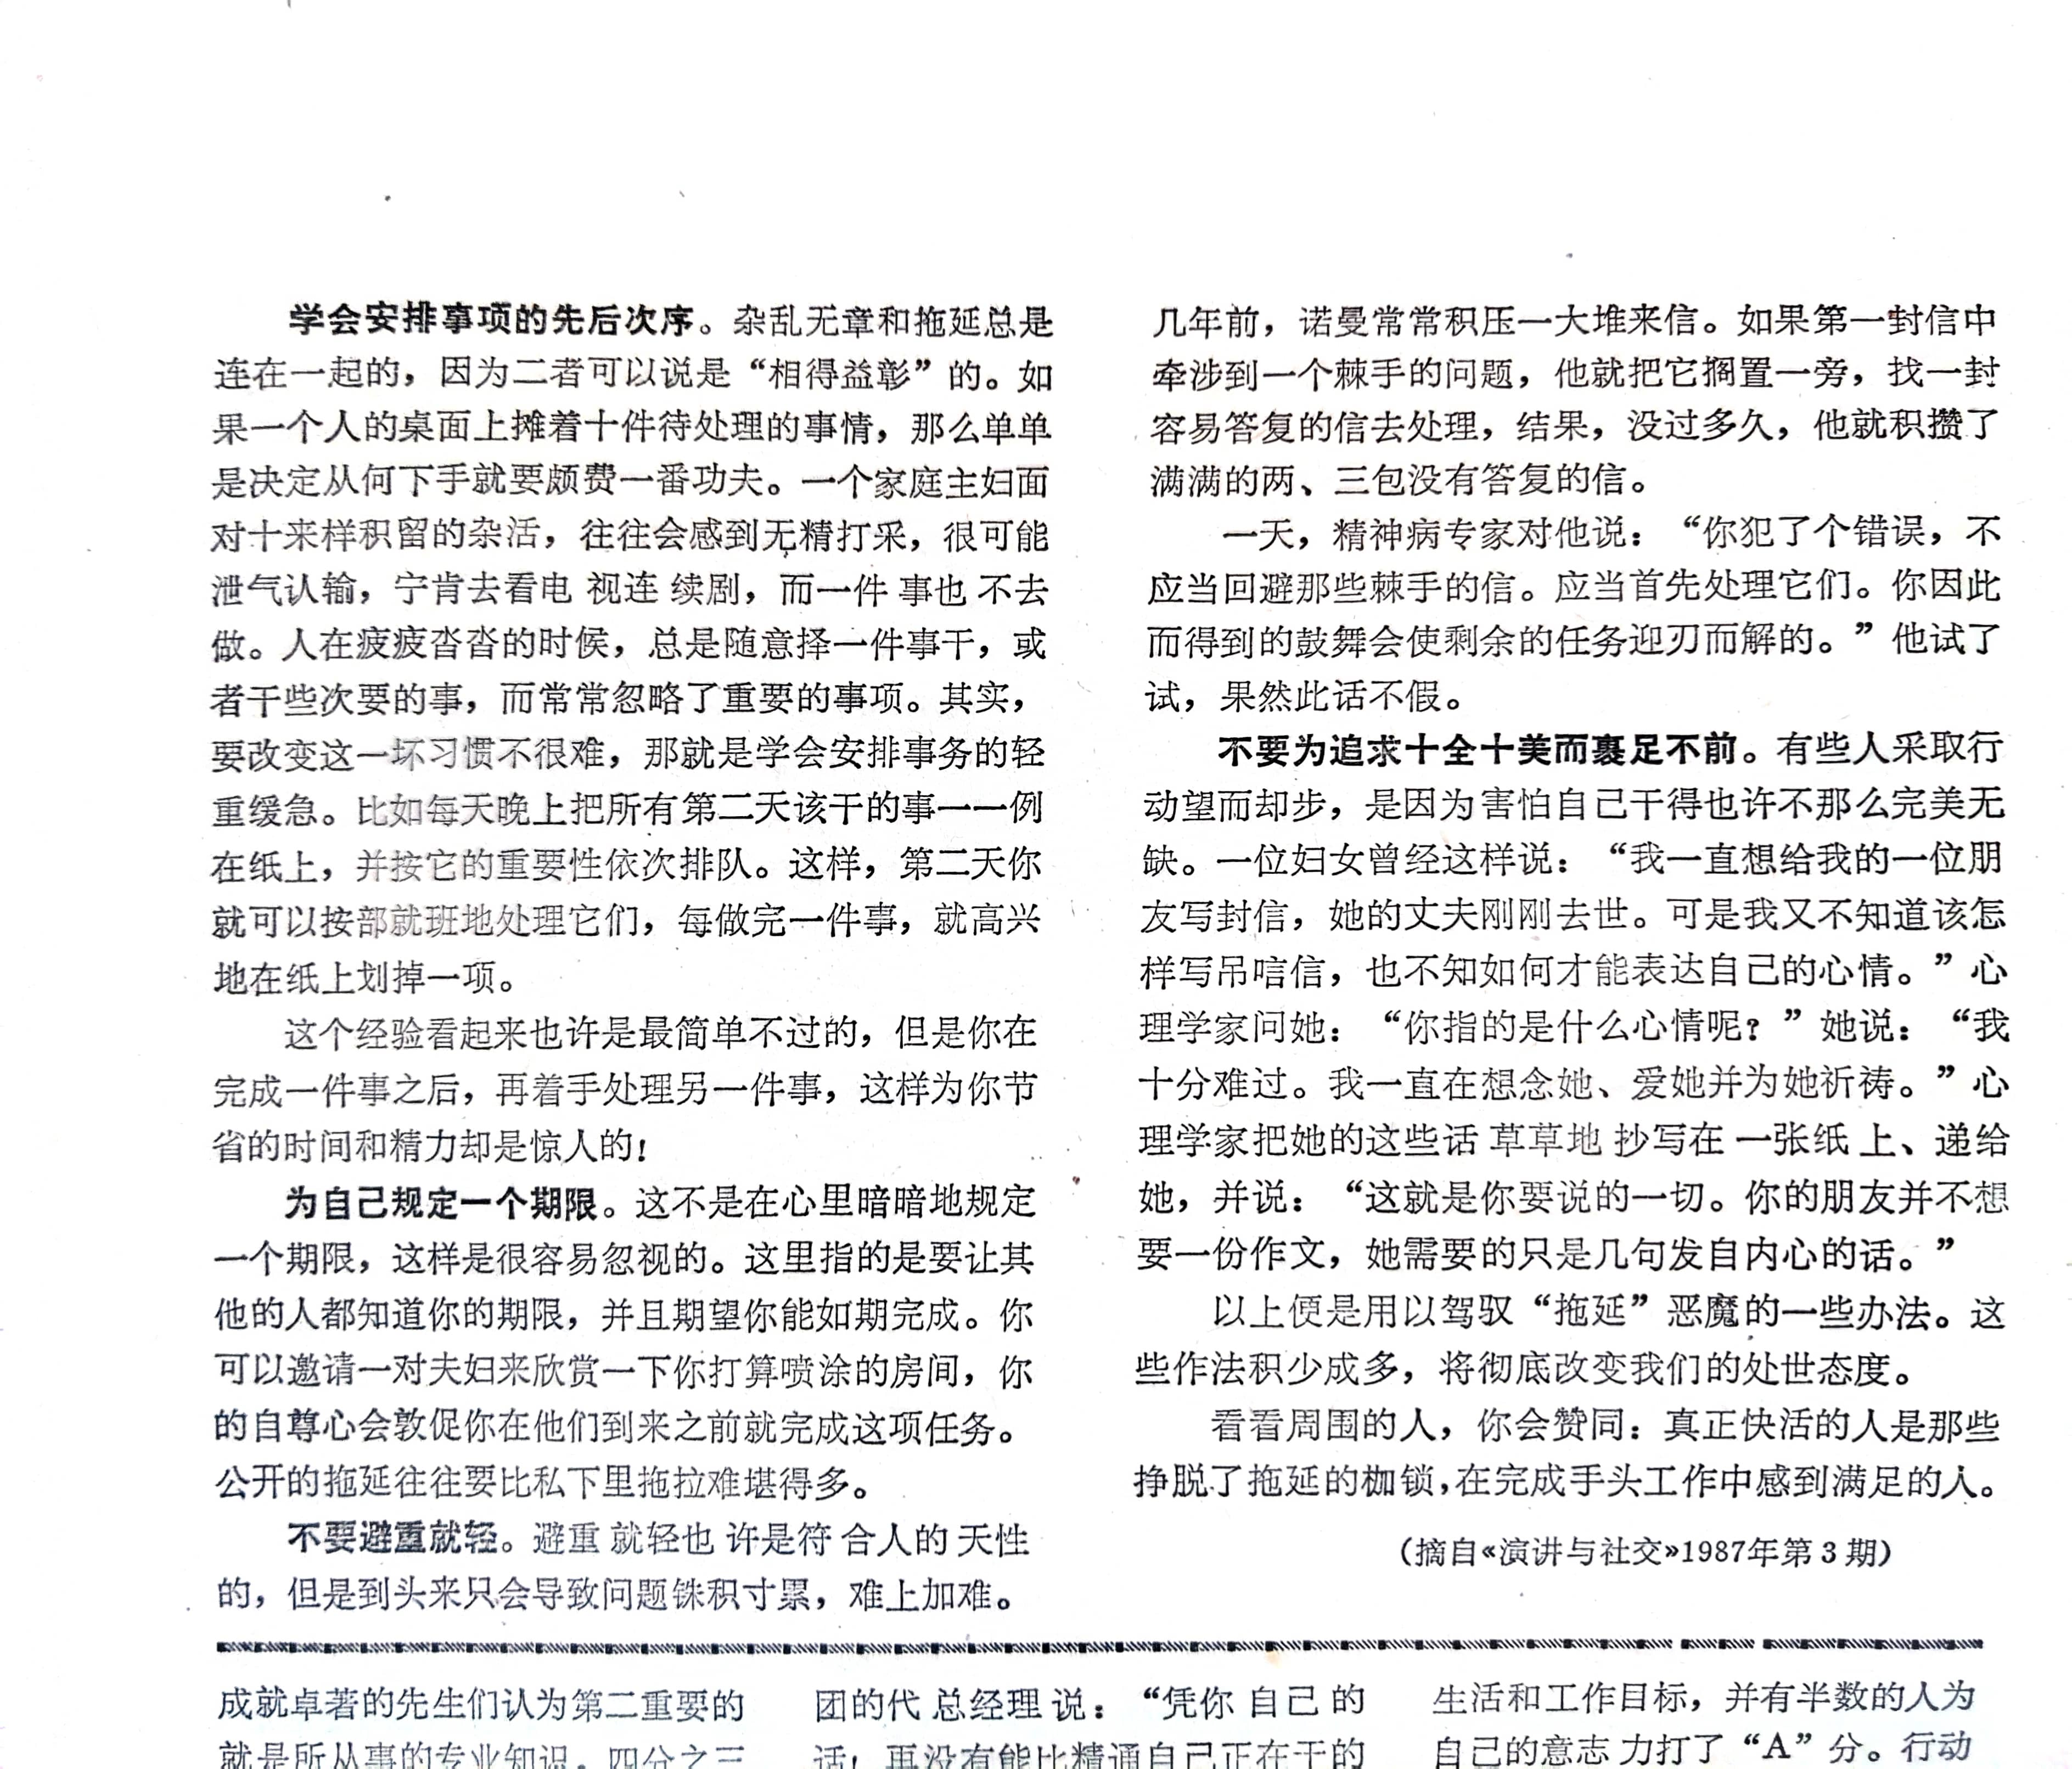 学会安排事项的先后次序。杂乱无章和拖延总是
连在一起的，因为二者可以说是“相得益彰”的。如
果一个人的桌面上摊着十件待处理的事情，那么单单
是决定从何下手就要颇费一番功夫。一个家庭主妇面
对十来样积留的杂活，往往会感到无精打采，很可能
泄气认输，宁肯去看电视连续剧，而一件事也不去
做。人在疲疲沓沓的时候，总是随意择一件事干，或
者干些次要的事，而常常忽略了重要的事项。其实，
要改变这一坏习惯不很难，那就是学会安排事务的轻
重缓急。比如每天晚上把所有第二天该干的事一一例
在纸上，并按它的重要性依次排队。这样，第二天你
就可以按部就班地处理它们，每做完一件事，就高兴
地在纸上划掉一项。
这个经验看起来也许是最简单不过的，但是你在
完成一件事之后，再着手处理另一件事，这样为你节
省的时间和精力却是惊人的！
为自己规定一个期限。这不是在心里暗暗地规定
一个期限，这样是很容易忽视的。这里指的是要让其
他的人都知道你的期限，并且期望你能如期完成。你
可以邀请一对夫妇来欣赏一下你打算喷涂的房间，你
的自尊心会敦促你在他们到来之前就完成这项任务。
公开的拖延往往要比私下里拖拉难堪得多。
不要避重就轻。避重就轻也许是符合人的天性
的，但是到头来只会导致问题铢积寸累，难上加难。
几年前，诺曼常常积压一大堆来信。如果第一封信中
牵涉到一个棘手的问题，他就把它搁置一旁，找一封
容易答复的信去处理，结果，没过多久，他就积攒了
满满的两、三包没有答复的信。
一天，精神病专家对他说：“你犯了个错误，不
应当回避那些棘手的信。应当首先处理它们。你因此
而得到的鼓舞会使剩余的任务迎刃而解的。”他试了
试，果然此话不假。
不要为追求十全十美而裹足不前。有些人采取行
动望而却步，是因为害怕自己干得也许不那么完美无
缺。一位妇女曾经这样说：“我一直想给我的一位朋
友写封信，她的丈夫刚刚去世。可是我又不知道该怎
样写吊唁信，也不知如何才能表达自己的心情。”心
理学家问她：“你指的是什么心情呢？”她说：“我
十分难过。我一直在想念她、爱她并为她祈祷。”心
理学家把她的这些话草草地抄写在一张纸上、递给
她，并说：“这就是你要说的一切。你的朋友并不想
要一份作文，她需要的只是几句发自内心的话。”
以上便是用以驾驭“拖延”恶魔的一些办法。这
些作法积少成多，将彻底改变我们的处世态度。
看看周围的人，你会赞同：真正快活的人是那些
挣脱了拖延的枷锁，在完成手头工作中感到满足的人。
（摘自《演讲与社交》1987年第3期）
成就卓著的先生们认为第二重要的
就是所从事的专业知识。四分之三
团的代总经理说：“凭你自己的
话！再没有能比精通自己正在干的
生活和工作目标，并有半数的人为
自己的意志力打了“A”分。行动